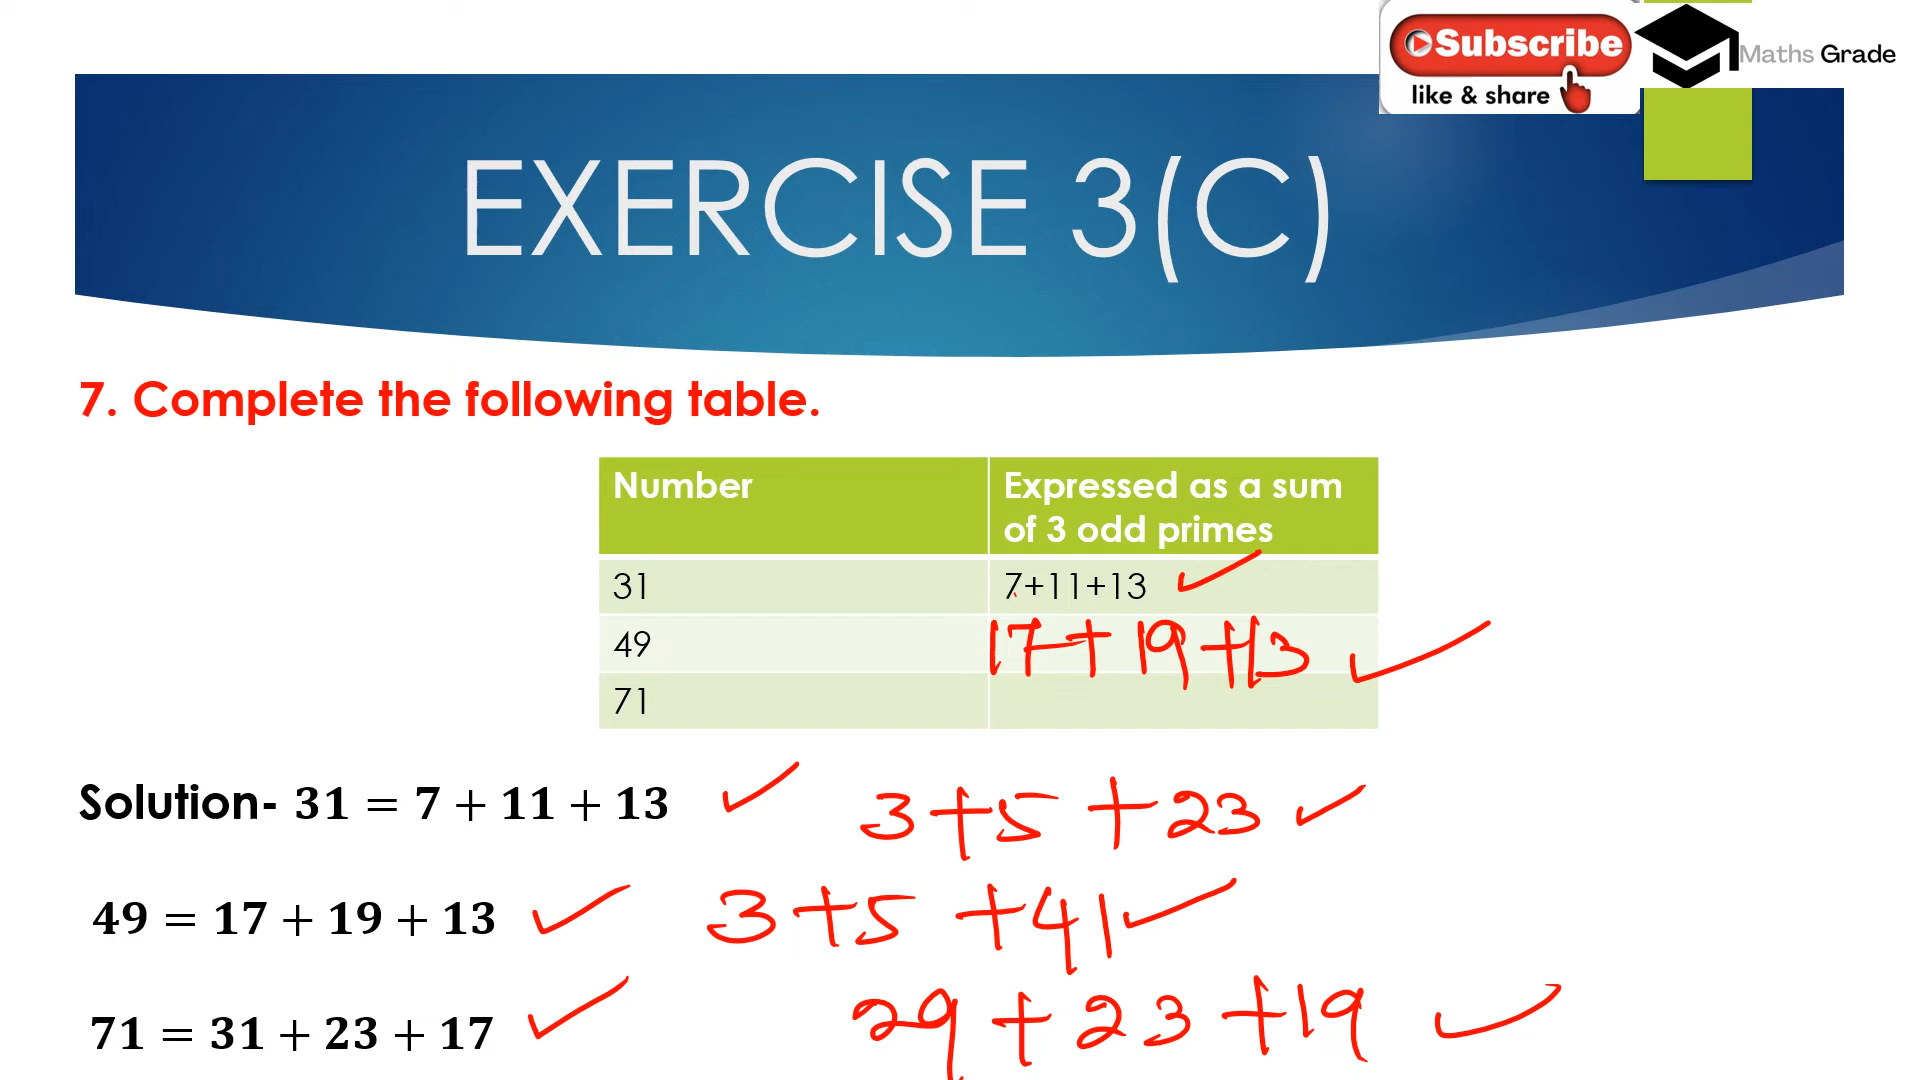 Subscribe
like & share
Maths Grade
EXERCISE 3(C)
7. Complete the following table.
Number
Expressed as a sum
of 3 odd primes
31
7+11+13
49
17+19+13
71
Solution- 31 = 7 + 11 + 13
3+5+23
49 = 17 + 19 + 13
3+5+41
71 = 31 + 23 + 17
29+23+19